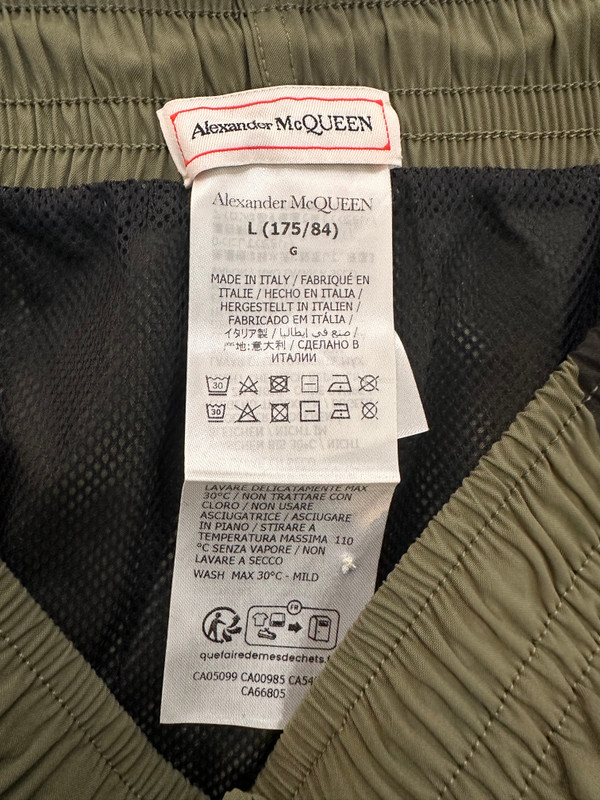 Alexander McQUEEN
Alexander McQUEEN
L (175/84)
G
MADE IN ITALY / FABRIQUÉ EN
ITALIE / HECHO EN ITALIA /
HERGESTELLT IN ITALIEN /
FABRICADO EM ITÁLIA /
イタリア製 / صنع في إيطاليا /
地:意大利 / СДЕЛАНО В
ИТАЛИИ
30
30
LAVARE DELICATAMENTE MAX
30°C / NON TRATTARE CON
CLORO / NON USARE
ASCIUGATRICE / ASCIUGARE
IN PIANO / STIRARE A
TEMPERATURA MASSIMA 110
°C SENZA VAPORE / NON
LAVARE A SECCO
WASH MAX 30°C - MILD
FR
quefairedemesdechets.
CA05099 CA00985
CA66805